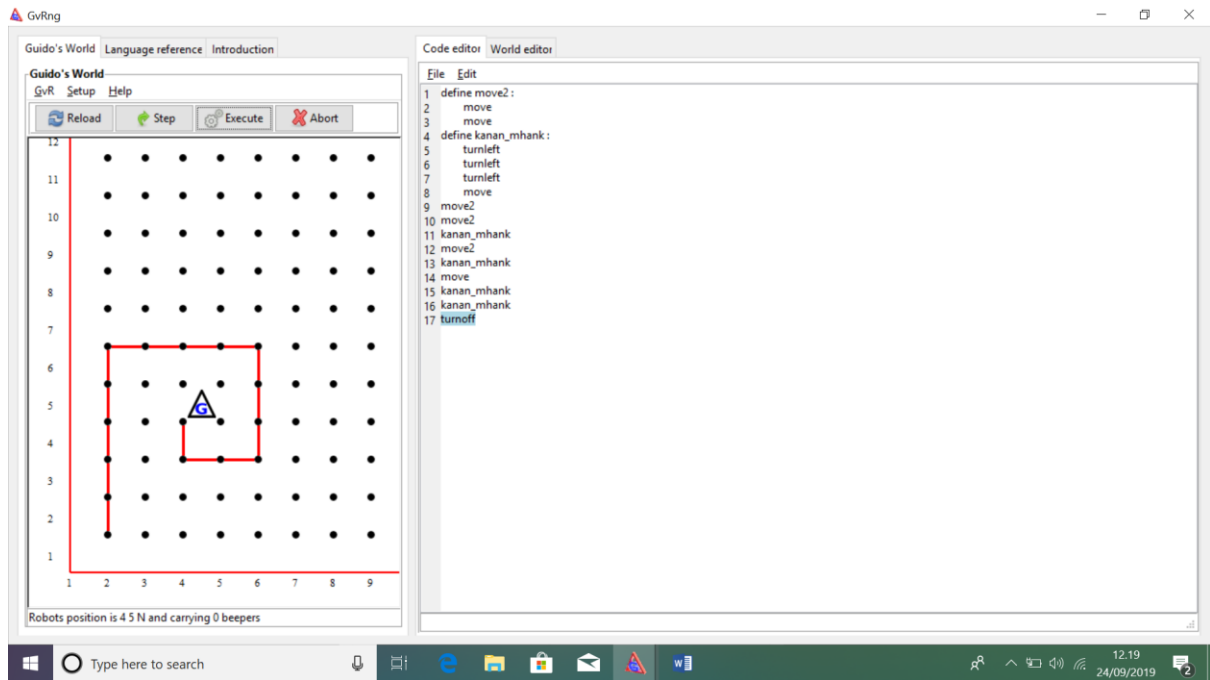 GvRng
Guido's World Language reference Introduction
Guido's World
GvR Setup Help
Reload Step Execute Abort
12
11
10
9
8
7
6
5
4
3
2
1
G
1 2 3 4 5 6 7 8 9
Robots position is 4 5 N and carrying 0 beepers
Code editor World editor
File Edit
1 define move2 :
2 move
3 move
4 define kanan_mhank :
5 turnleft
6 turnleft
7 turnleft
8 move
9 move2
10 move2
11 kanan_mhank
12 move2
13 kanan_mhank
14 move
15 kanan_mhank
16 kanan_mhank
17 turnoff
Type here to search
12.19
24/09/2019
2